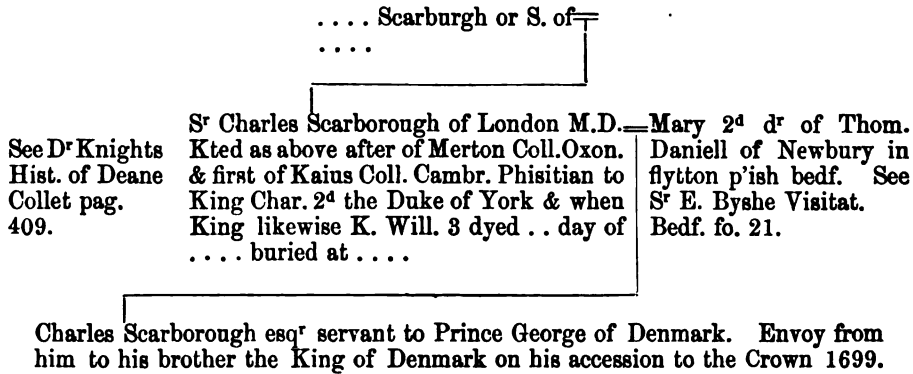 . . . . Scarburgh or S. of
. . . .
See Dr Knights
Hist. of Deane
Collet pag.
409.
Sr Charles Scarborough of London M.D.
Kted as above after of Merton Coll. Oxon.
& first of Kaius Coll. Cambr. Phisitian to
King Char. 2d the Duke of York & when
King likewise K. Will. 3 dyed . . day of
. . . . buried at . . . .
Mary 2d dr of Thom.
Daniell of Newbury in
flytton p'ish bedf. See
Sr E. Byshe Visitat.
Bedf. fo. 21.
Charles Scarborough esqr servant to Prince George of Denmark. Envoy from
him to his brother the King of Denmark on his accession to the Crown 1699.